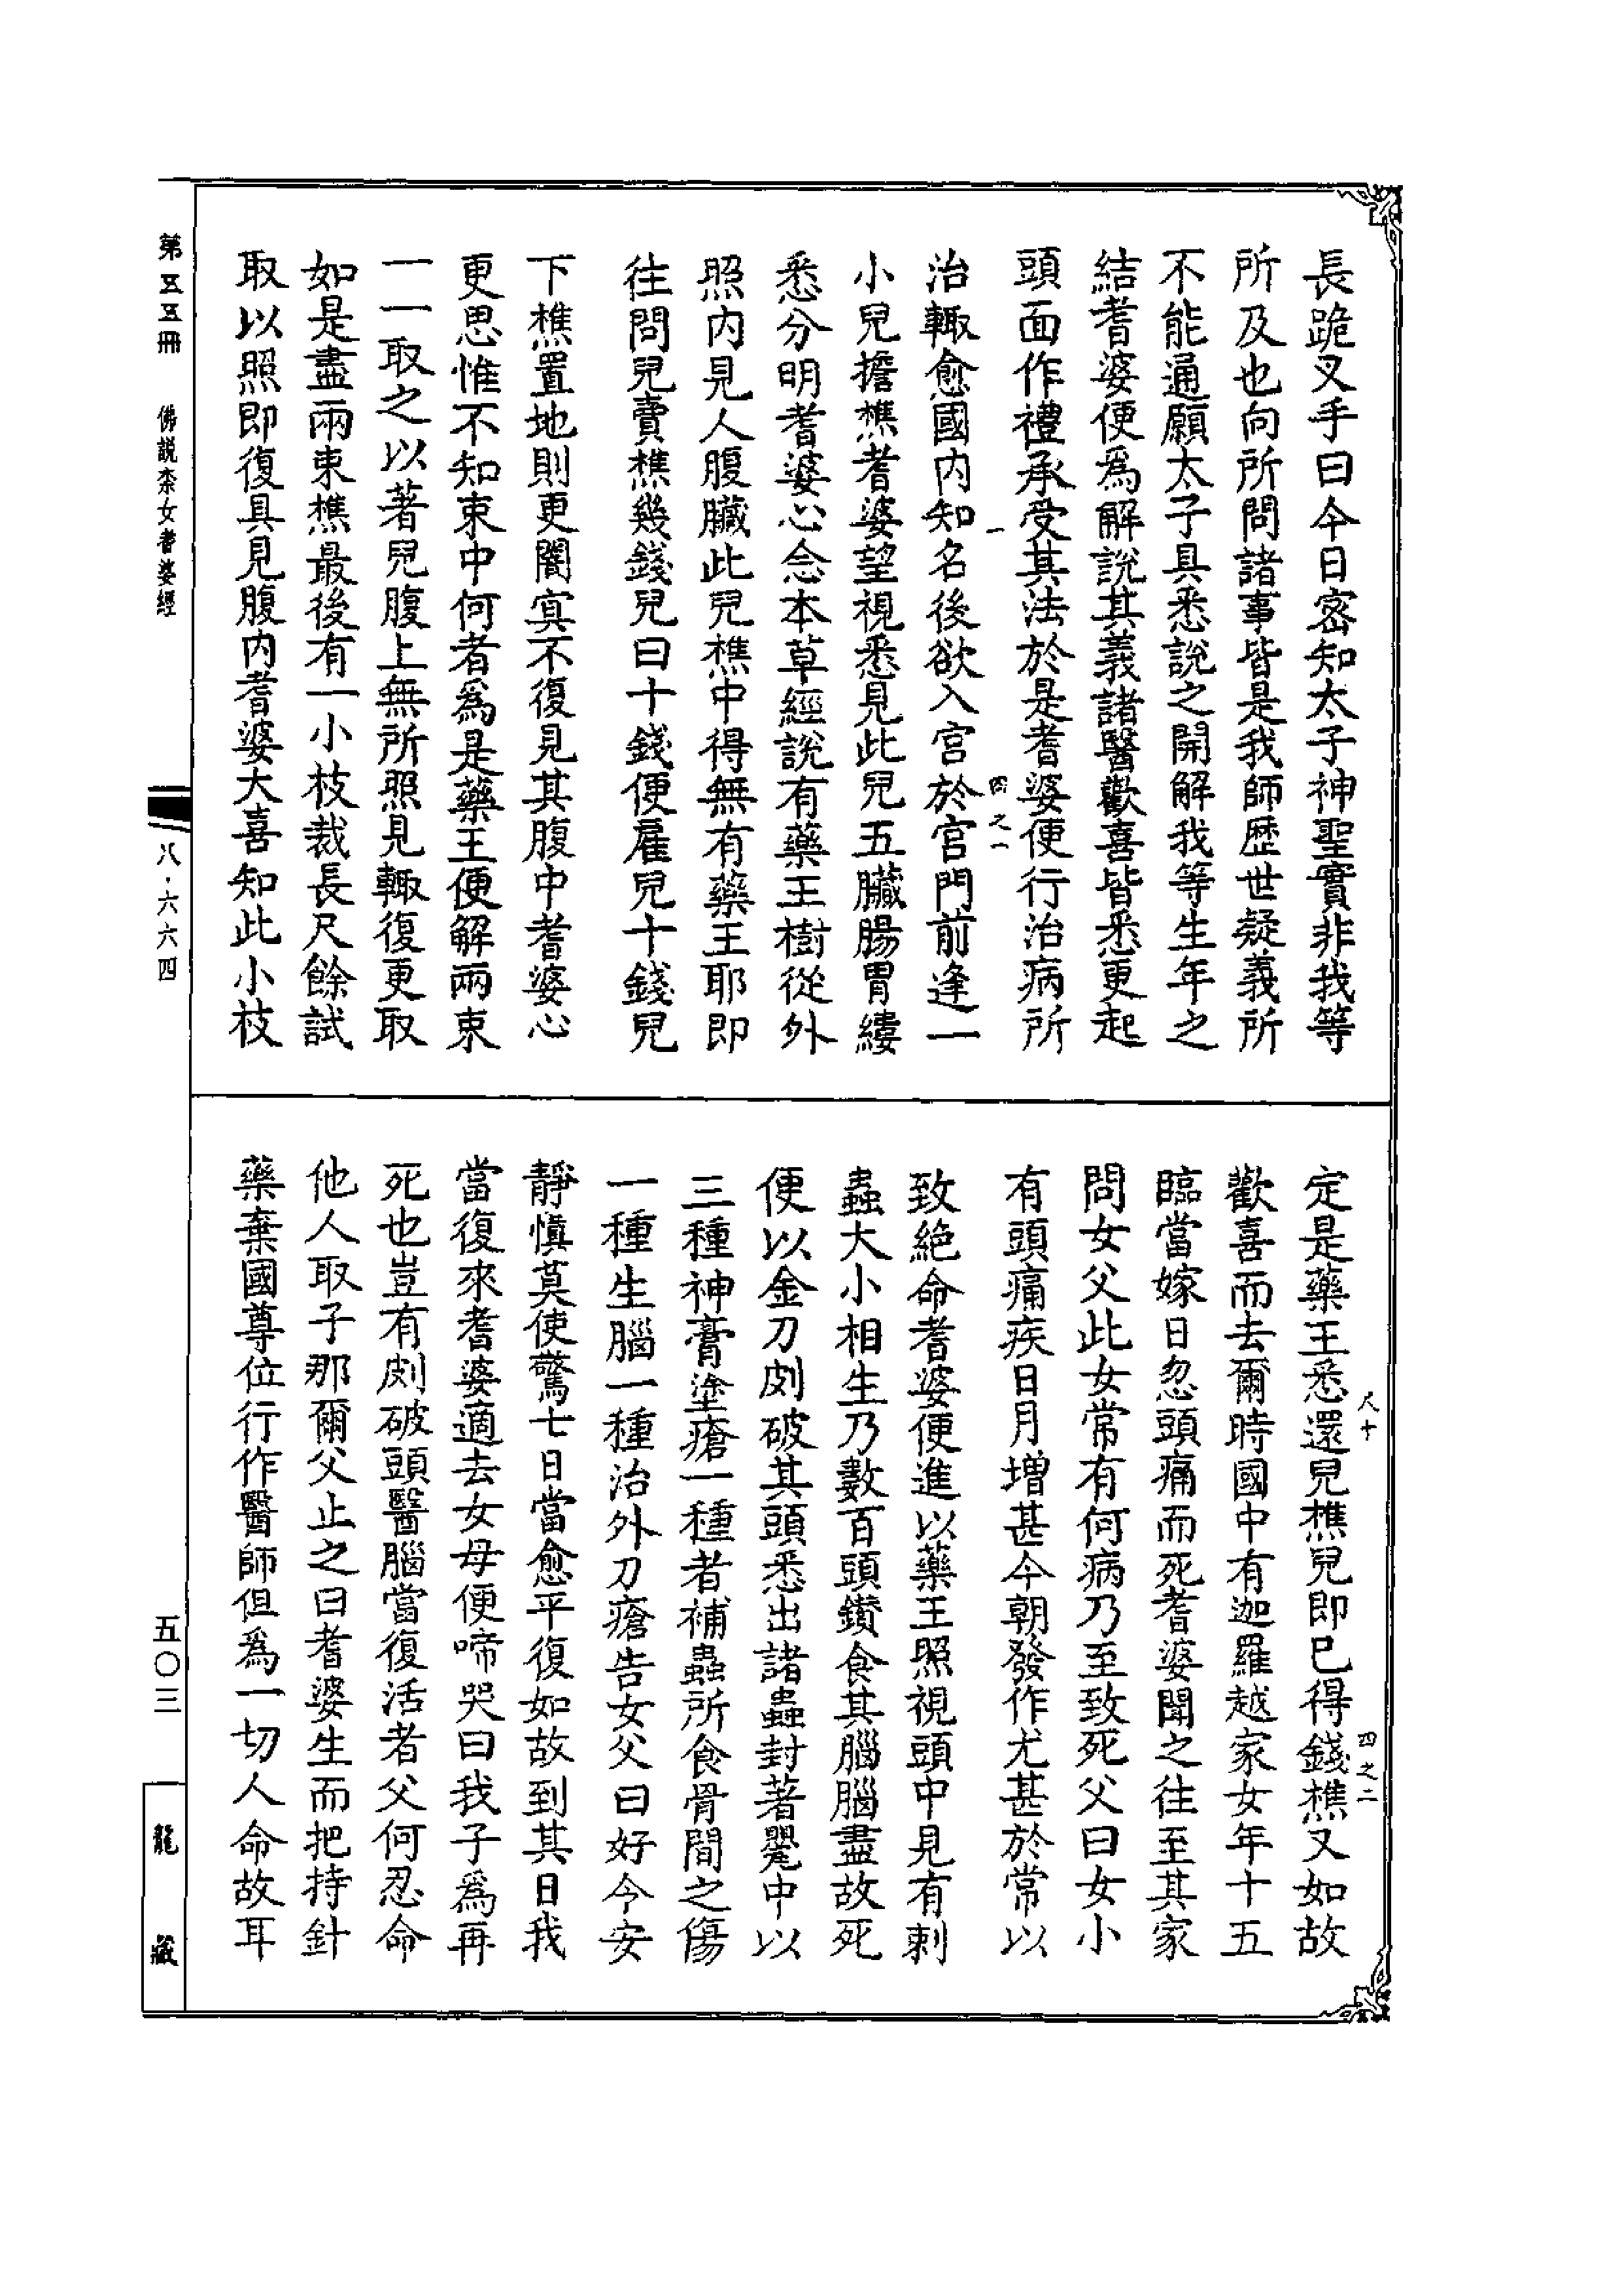 長跪叉手曰今日密知太子神聖實非我等
所及也向所問諸事皆是我師歷世疑義所
不能通願太子具悉說之開解我等生年之
結耆婆便爲解說其義諸醫歡喜皆悉更起
頭面作禮承受其法於是耆婆便行治病所
一 四之一
治輙愈國內知名後欲入宮於宮門前逢一
小兒擔樵耆婆望視悉見此兒五臟腸胃縷
悉分明耆婆心念本草經說有藥王樹從外
照內見人腹臟此兒樵中得無有藥王耶即
往問兒賣樵幾錢兒曰十錢便雇兒十錢兒
下樵置地則更闇寘不復見其腹中耆婆心
更思惟不知束中何者爲是藥王便解兩束
一一取之以著兒腹上無所照見輙復更取
如是盡兩束樵最後有一小枝裁長尺餘試
取以照即復具見腹內耆婆大喜知此小枝
尺十 四之二
定是藥王悉還兒樵兒即已得錢樵又如故
歡喜而去爾時國中有迦羅越家女年十五
臨當嫁日忽頭痛而死耆婆聞之往至其家
問女父此女常有何病乃至致死父曰女小
有頭痛疾日月增甚今朝發作尤甚於常以
致絕命耆婆便進以藥王照視頭中見有刺
蟲大小相生乃數百頭鑚食其腦腦盡故死
便以金刀剫破其頭悉出諸蟲封著甖中以
三種神膏塗瘡一種者補蟲所食骨間之傷
一種生腦一種治外刀瘡告女父曰好令安
靜愼莫使驚七日當愈平復如故到其日我
當復來耆婆適去女母便啼哭曰我子爲再
死也豈有剫破頭醫腦當復活者父何忍命
他人取子那爾父止之曰耆婆生而把持針
藥棄國尊位行作醫師但爲一切人命故耳
第五五冊 佛說柰女耆婆經
八·六六四
五〇三
龍藏